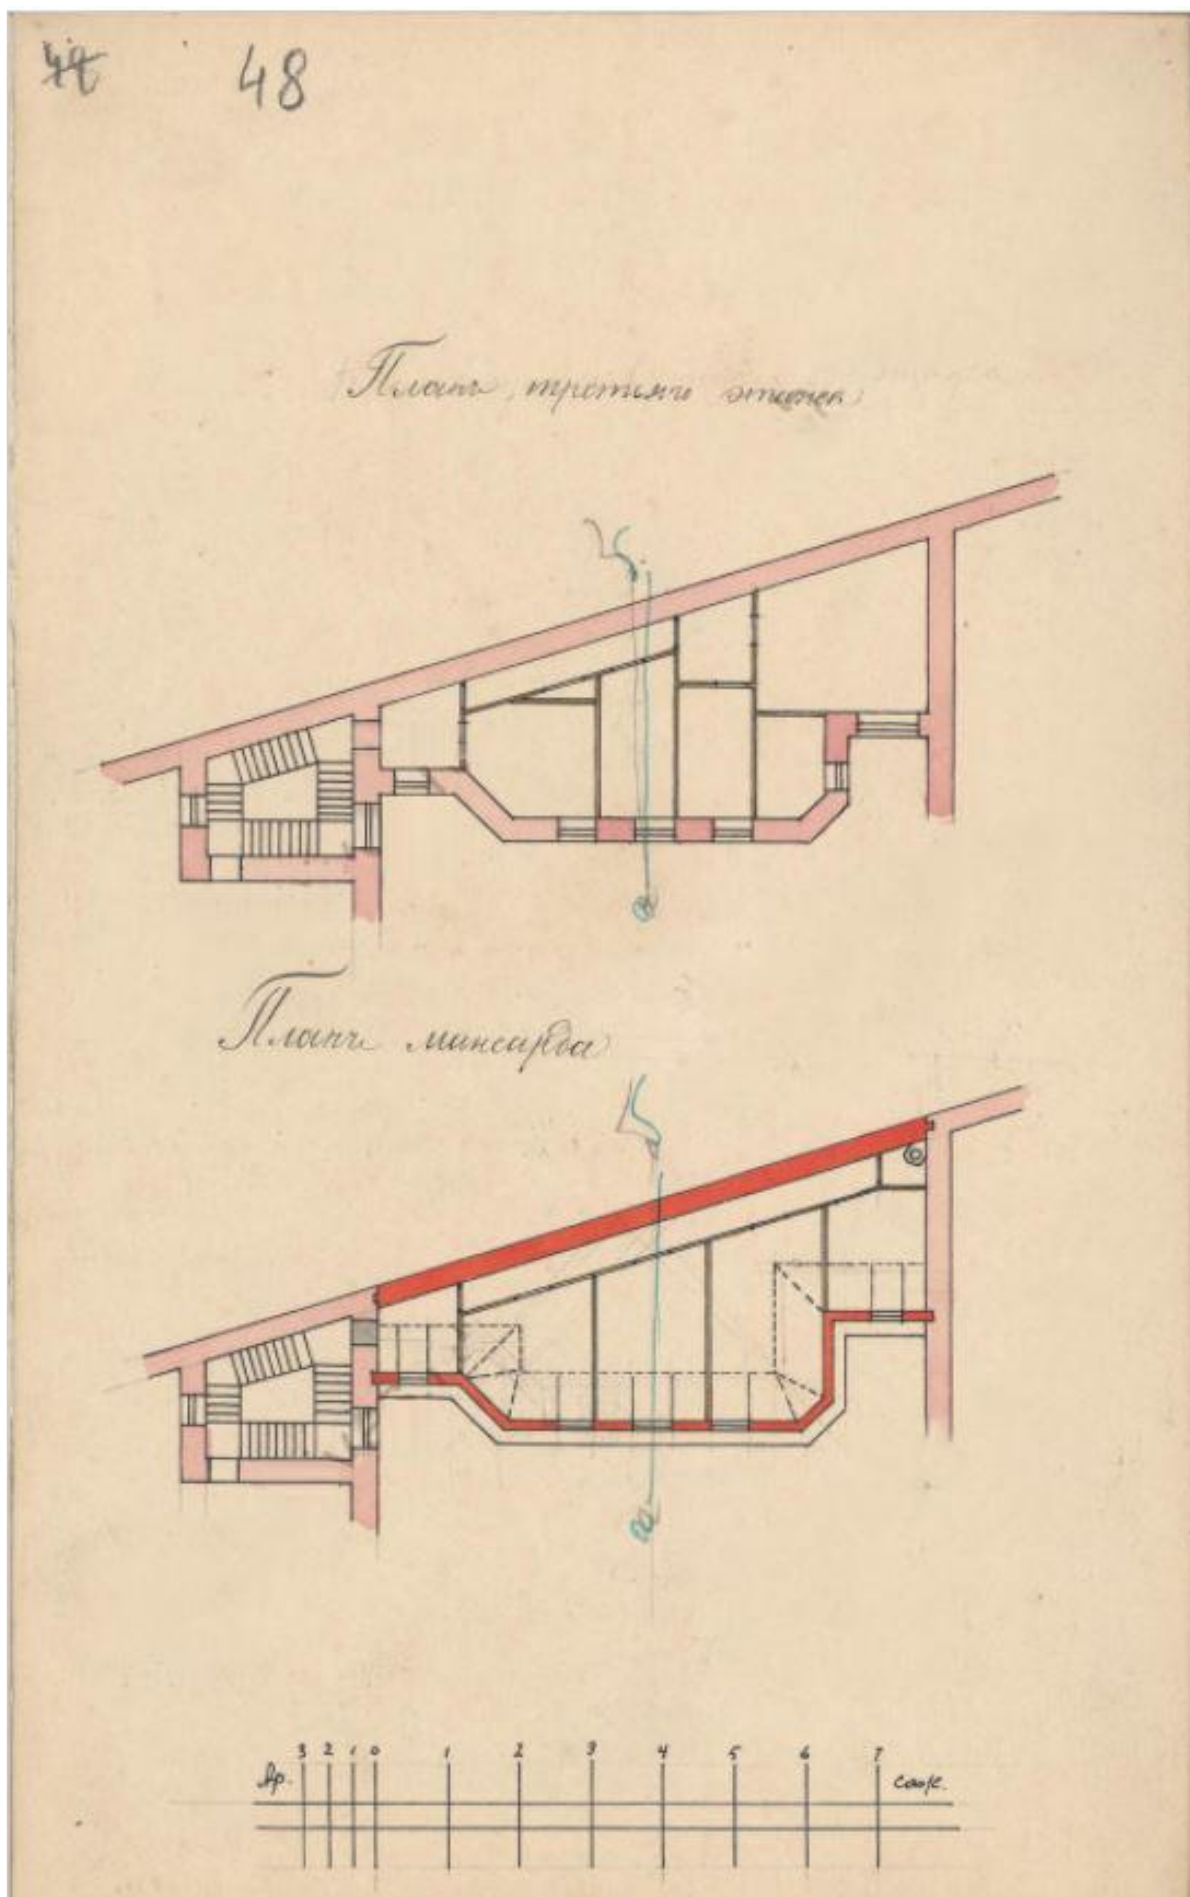 42 48
Планъ третьяго этажа
Планъ мансарда
3 2 1 0 1 2 3 4 5 6 7
Ар. саж.